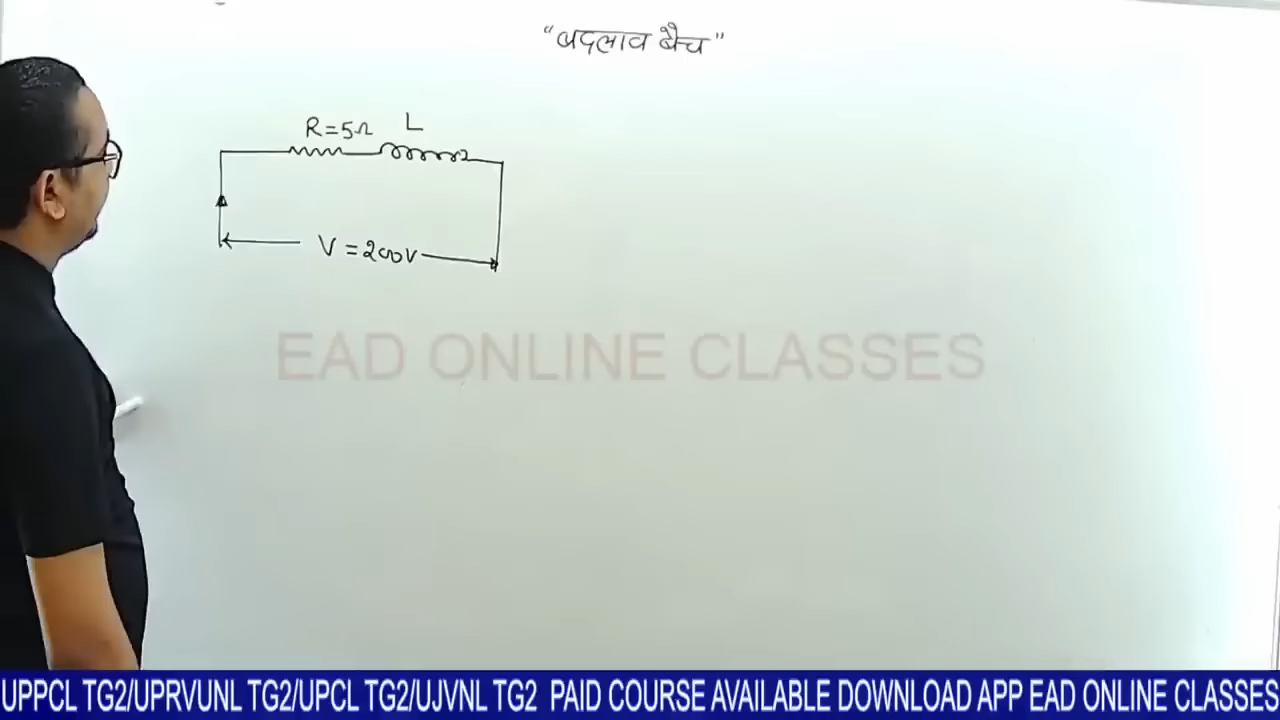 "बदलाव बैच"
R=5Ω L
V=200V
EAD ONLINE CLASSES
UPPCL TG2/UPRVUNL TG2/UPCL TG2/UJVNL TG2 PAID COURSE AVAILABLE DOWNLOAD APP EAD ONLINE CLASSES